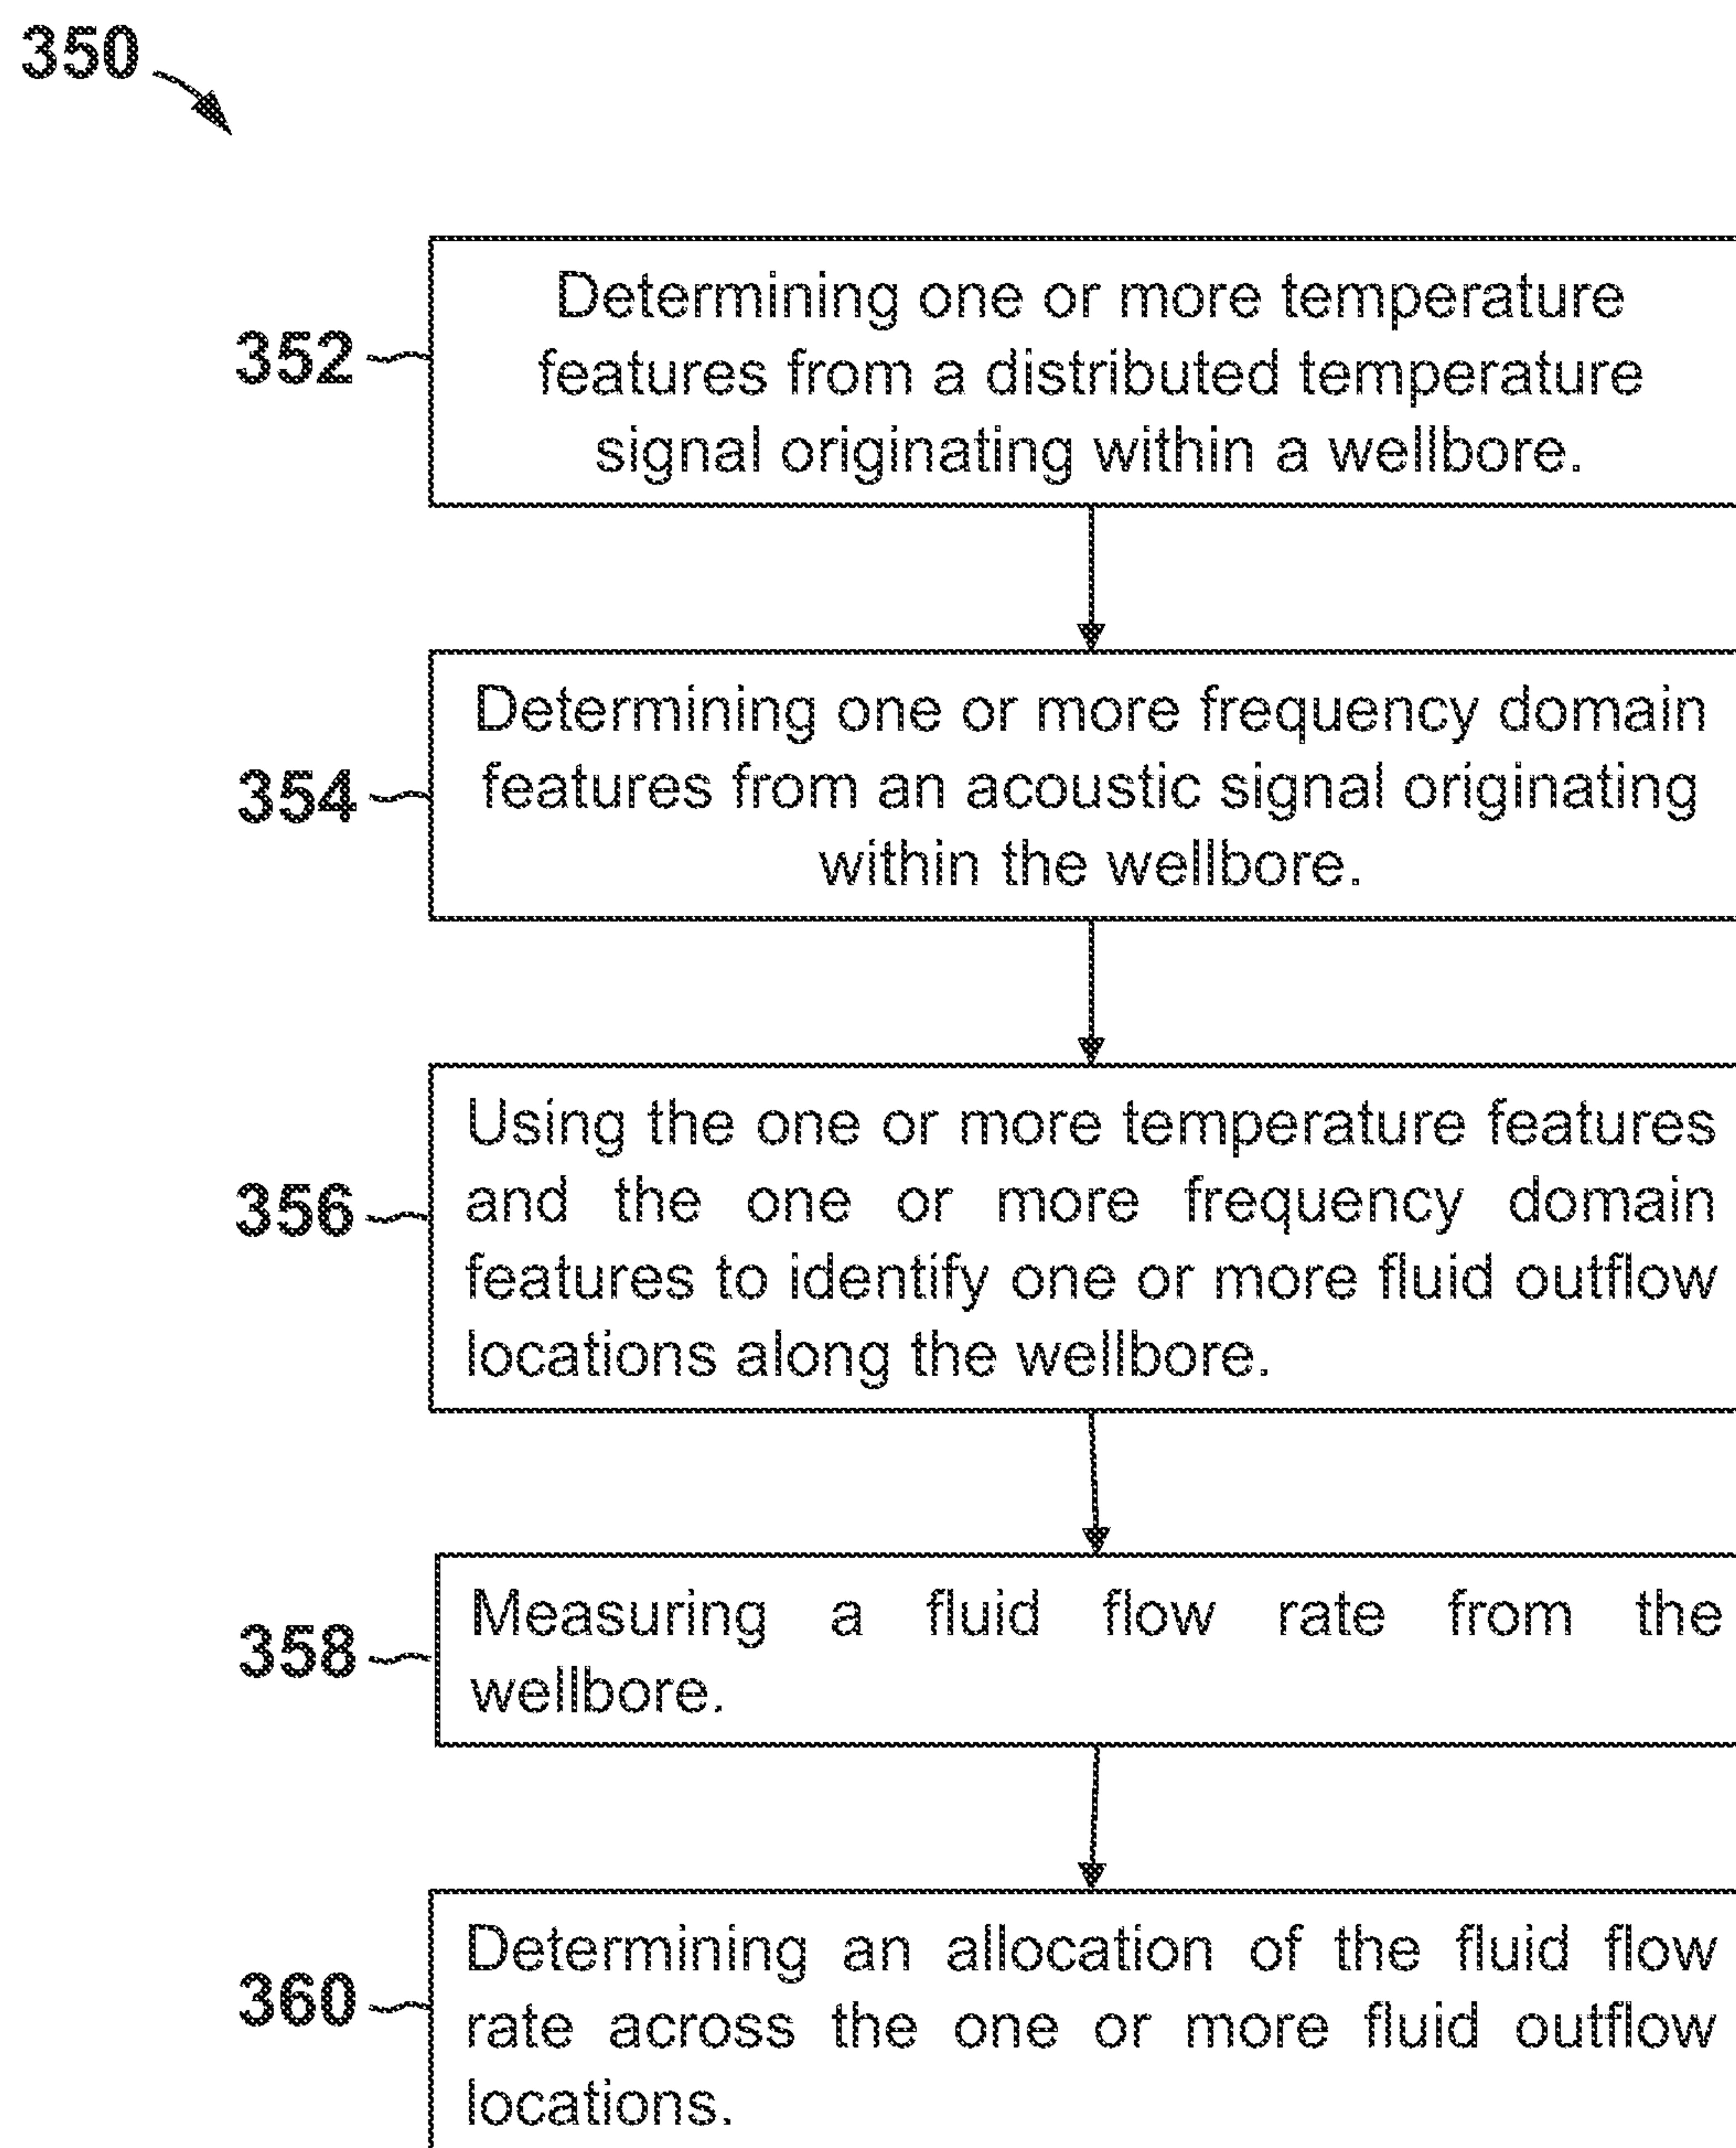 350
352
Determining one or more temperature
features from a distributed temperature
signal originating within a wellbore.
354
Determining one or more frequency domain
features from an acoustic signal originating
within the wellbore.
356
Using the one or more temperature features
and the one or more frequency domain
features to identify one or more fluid outflow
locations along the wellbore.
358
Measuring a fluid flow rate from the
wellbore.
360
Determining an allocation of the fluid flow
rate across the one or more fluid outflow
locations.